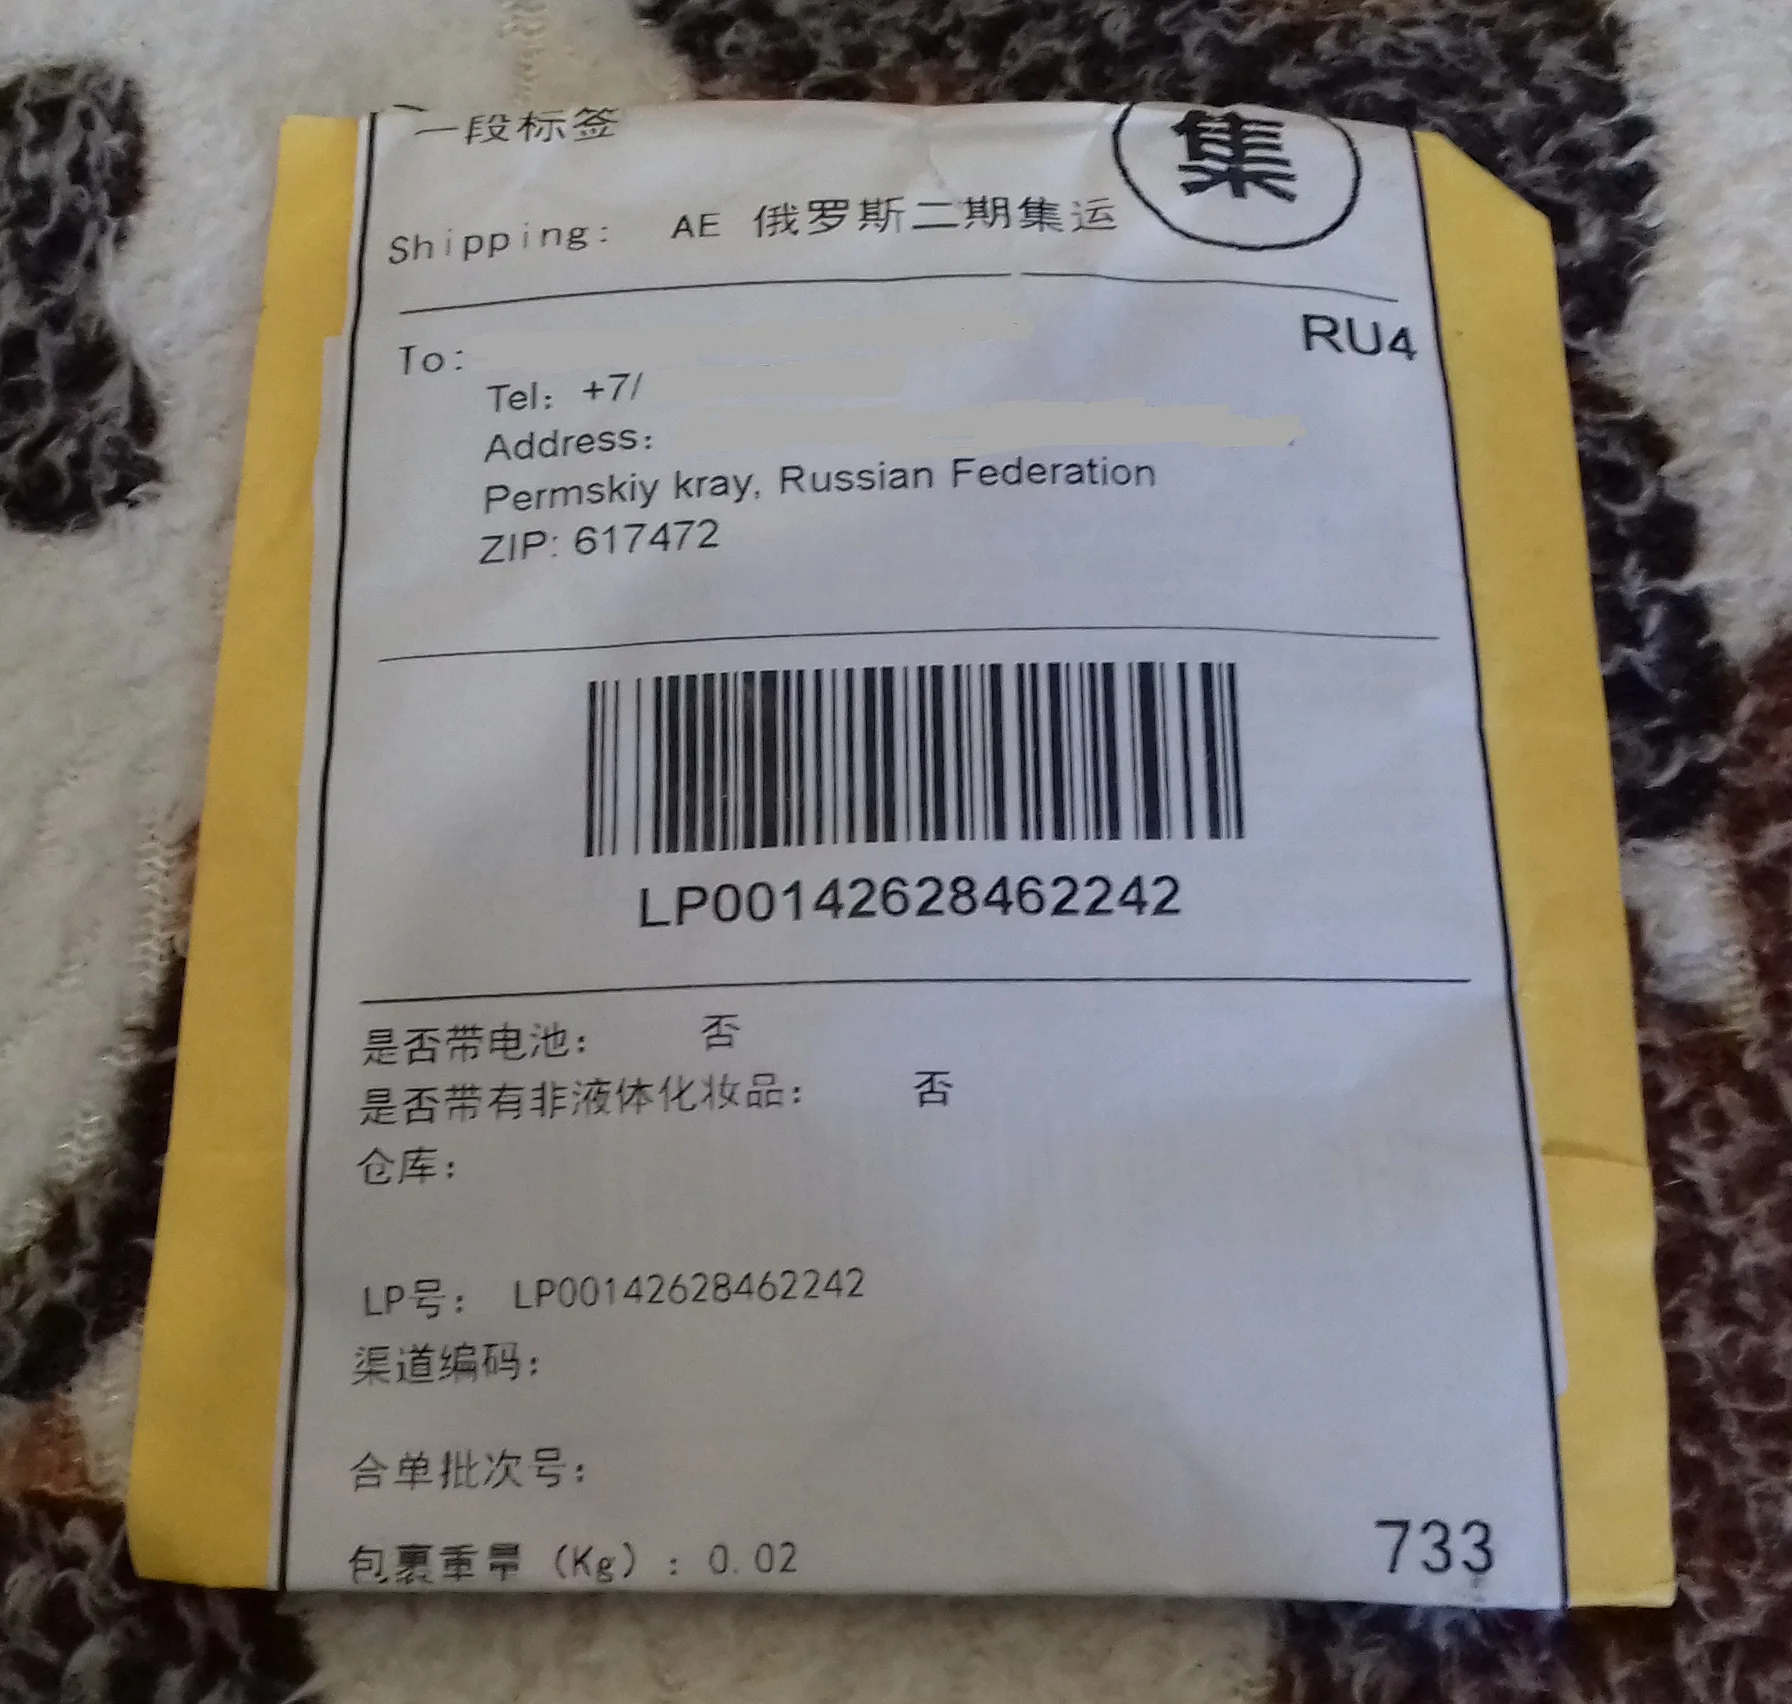 一段标签
集
Shipping: AE 俄罗斯二期集运
RU4
To:
Tel: +7/
Address:
Permskiy kray, Russian Federation
ZIP: 617472
LP00142628462242
是否带电池: 否
是否带有非液体化妆品: 否
仓库:
LP号: LP00142628462242
渠道编码:
合单批次号:
包裹重量 (Kg) : 0.02
733